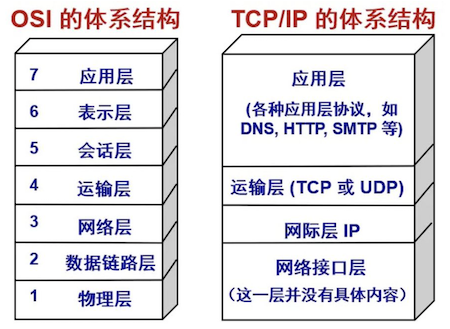 OSI 的体系结构
7 应用层
6 表示层
5 会话层
4 运输层
3 网络层
2 数据链路层
1 物理层
TCP/IP 的体系结构
应用层
(各种应用层协议，如
DNS, HTTP, SMTP 等)
运输层 (TCP 或 UDP)
网际层 IP
网络接口层
（这一层并没有具体内容）